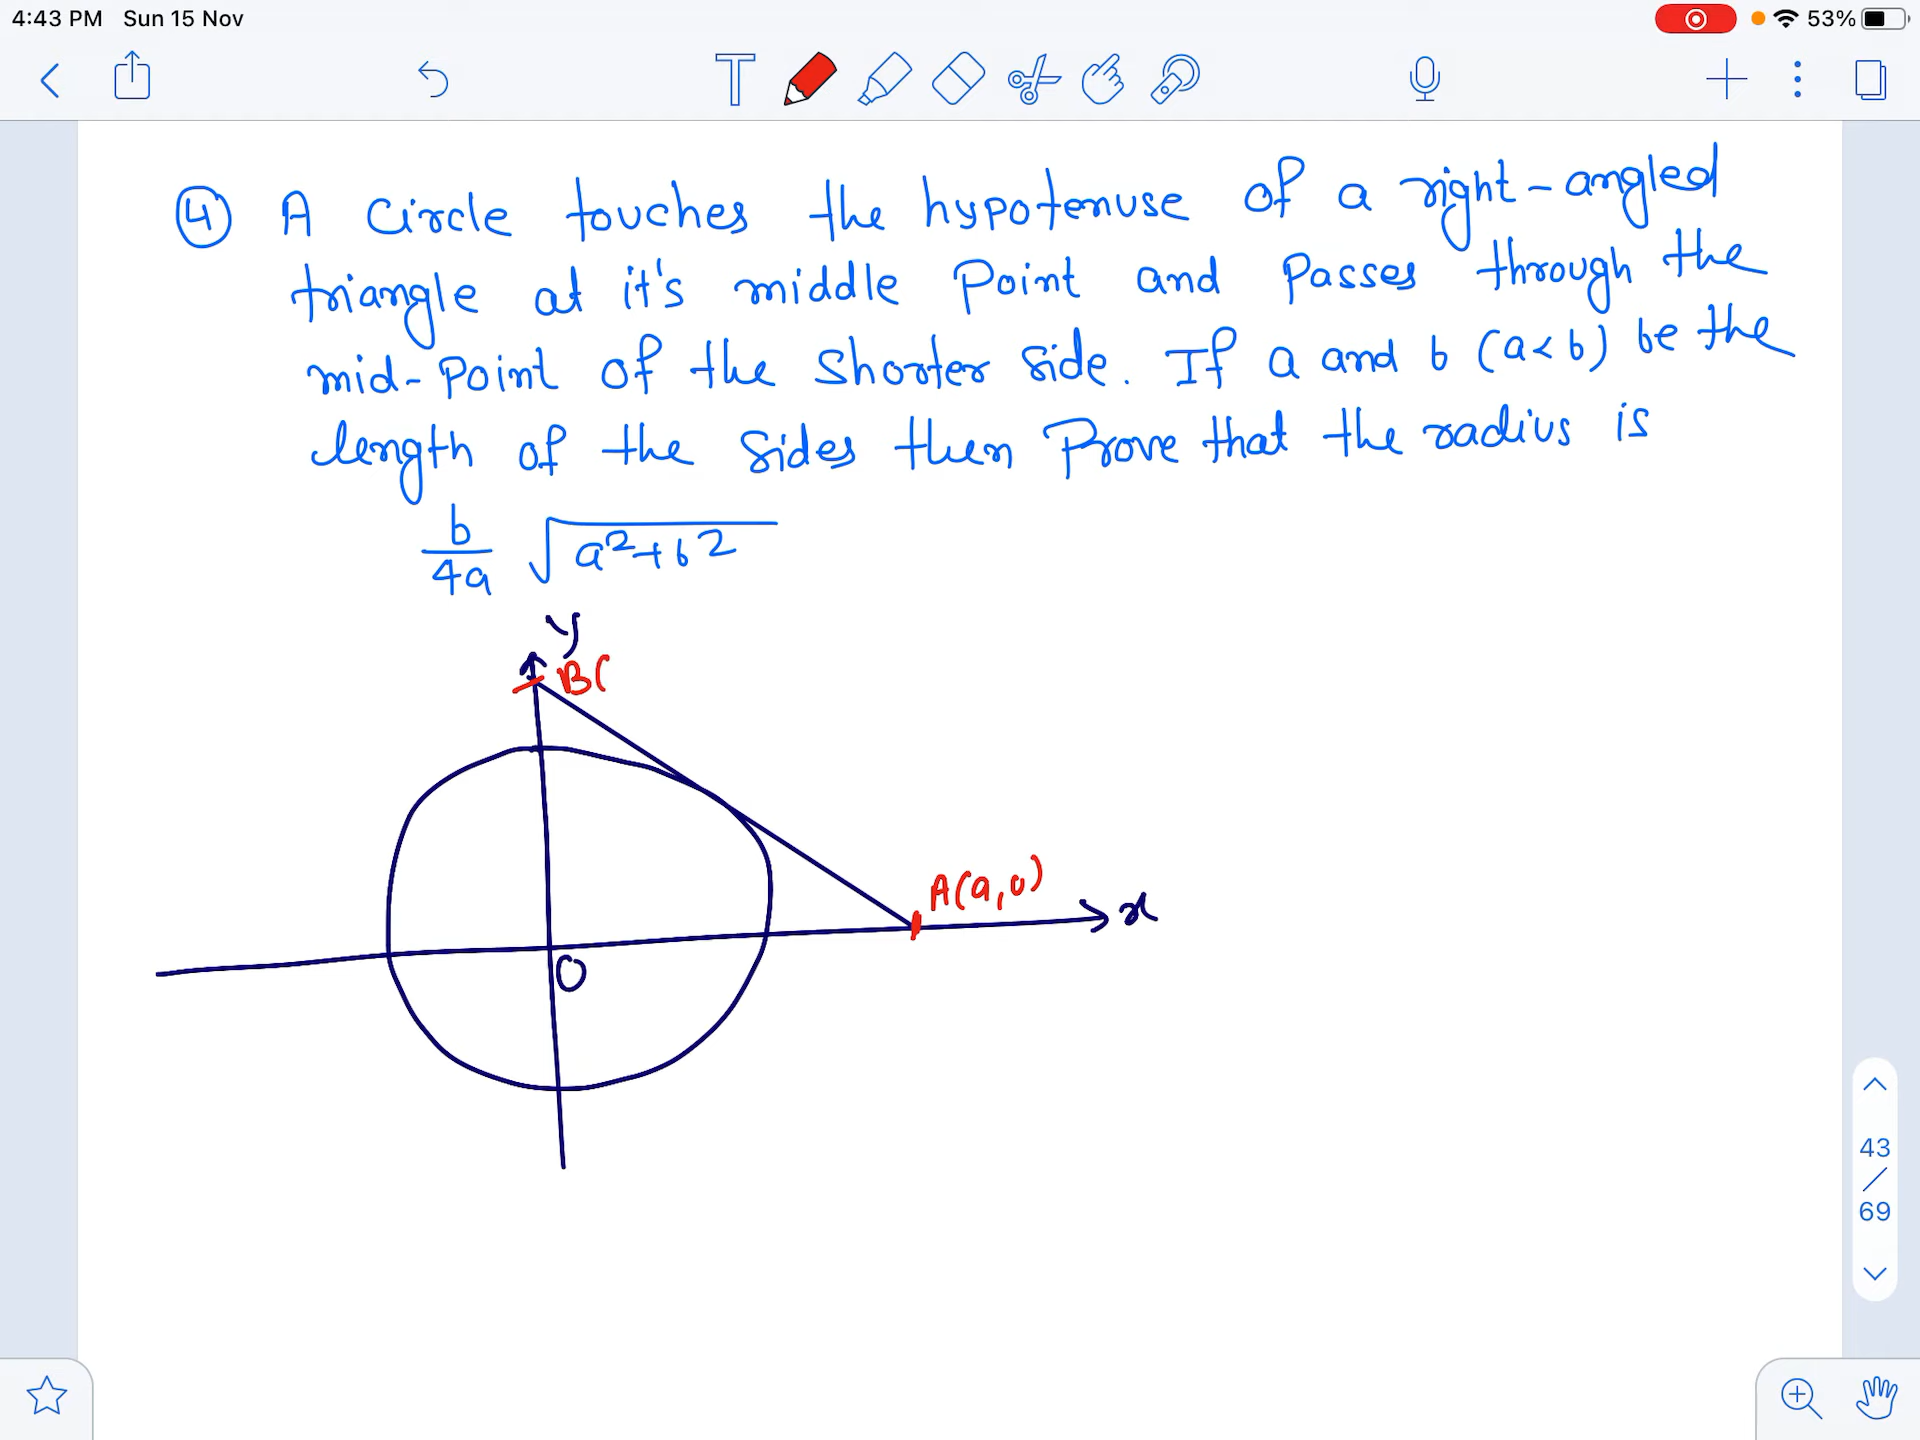 4:43 PM Sun 15 Nov
53%
T
4 A Circle touches the hypotenuse of a right-angled
triangle at it's middle Point and Passes through the
mid-Point of the Shorter Side. If a and b (a<b) be the
length of the Sides then Prove that the radius is
b/4a √(a²+b²)
y
B(
A(a,0)
x
O
43
/
69